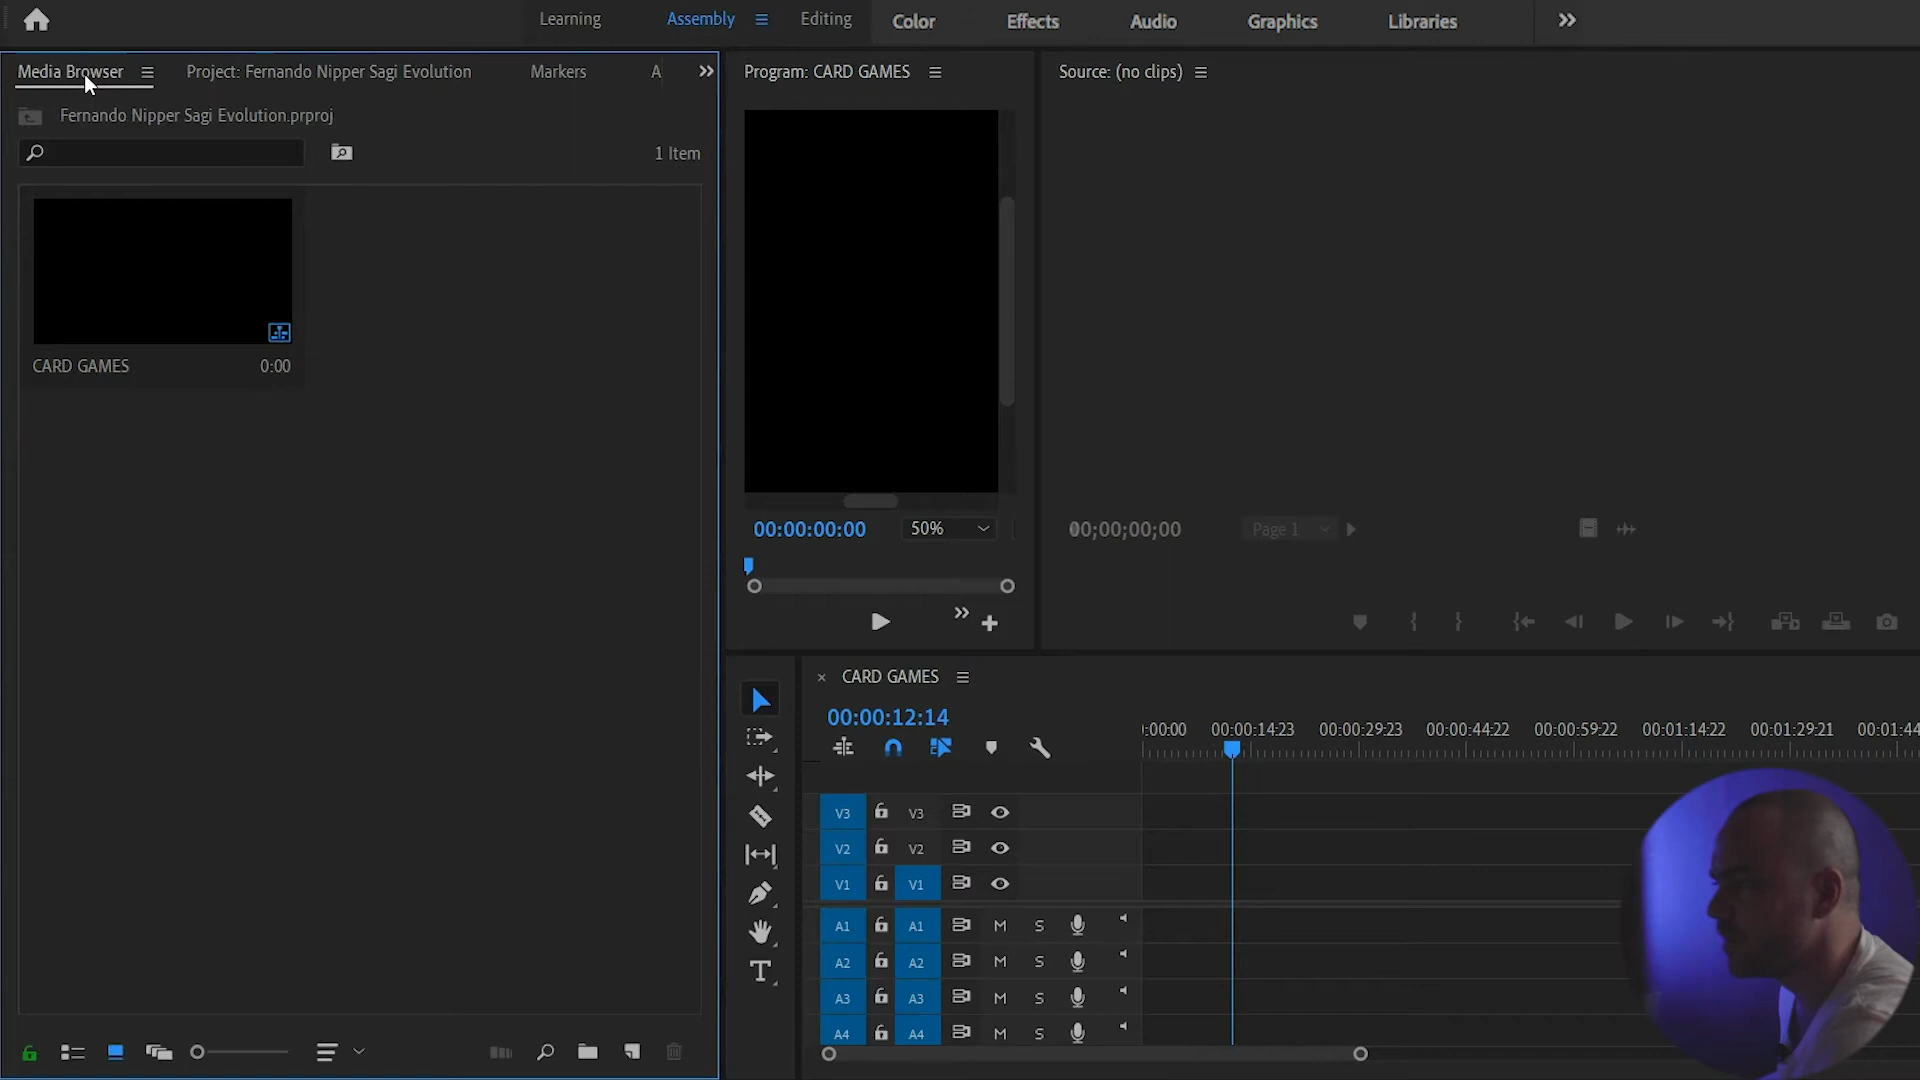 Learning
Assembly
Editing
Color
Effects
Audio
Graphics
Libraries
Media Browser
Project: Fernando Nipper Sagi Evolution
Markers
A
Program: CARD GAMES
Source: (no clips)
Fernando Nipper Sagi Evolution.prproj
1 Item
CARD GAMES
0:00
00:00:00:00
50%
00;00;00;00
Page 1
CARD GAMES
00:00:12:14
:00:00
00:00:14:23
00:00:29:23
00:00:44:22
00:00:59:22
00:01:14:22
00:01:29:21
00:01:44
V3 V3
V2 V2
V1 V1
A1 A1 M S
A2 A2 M S
A3 A3 M S
A4 A4 M S